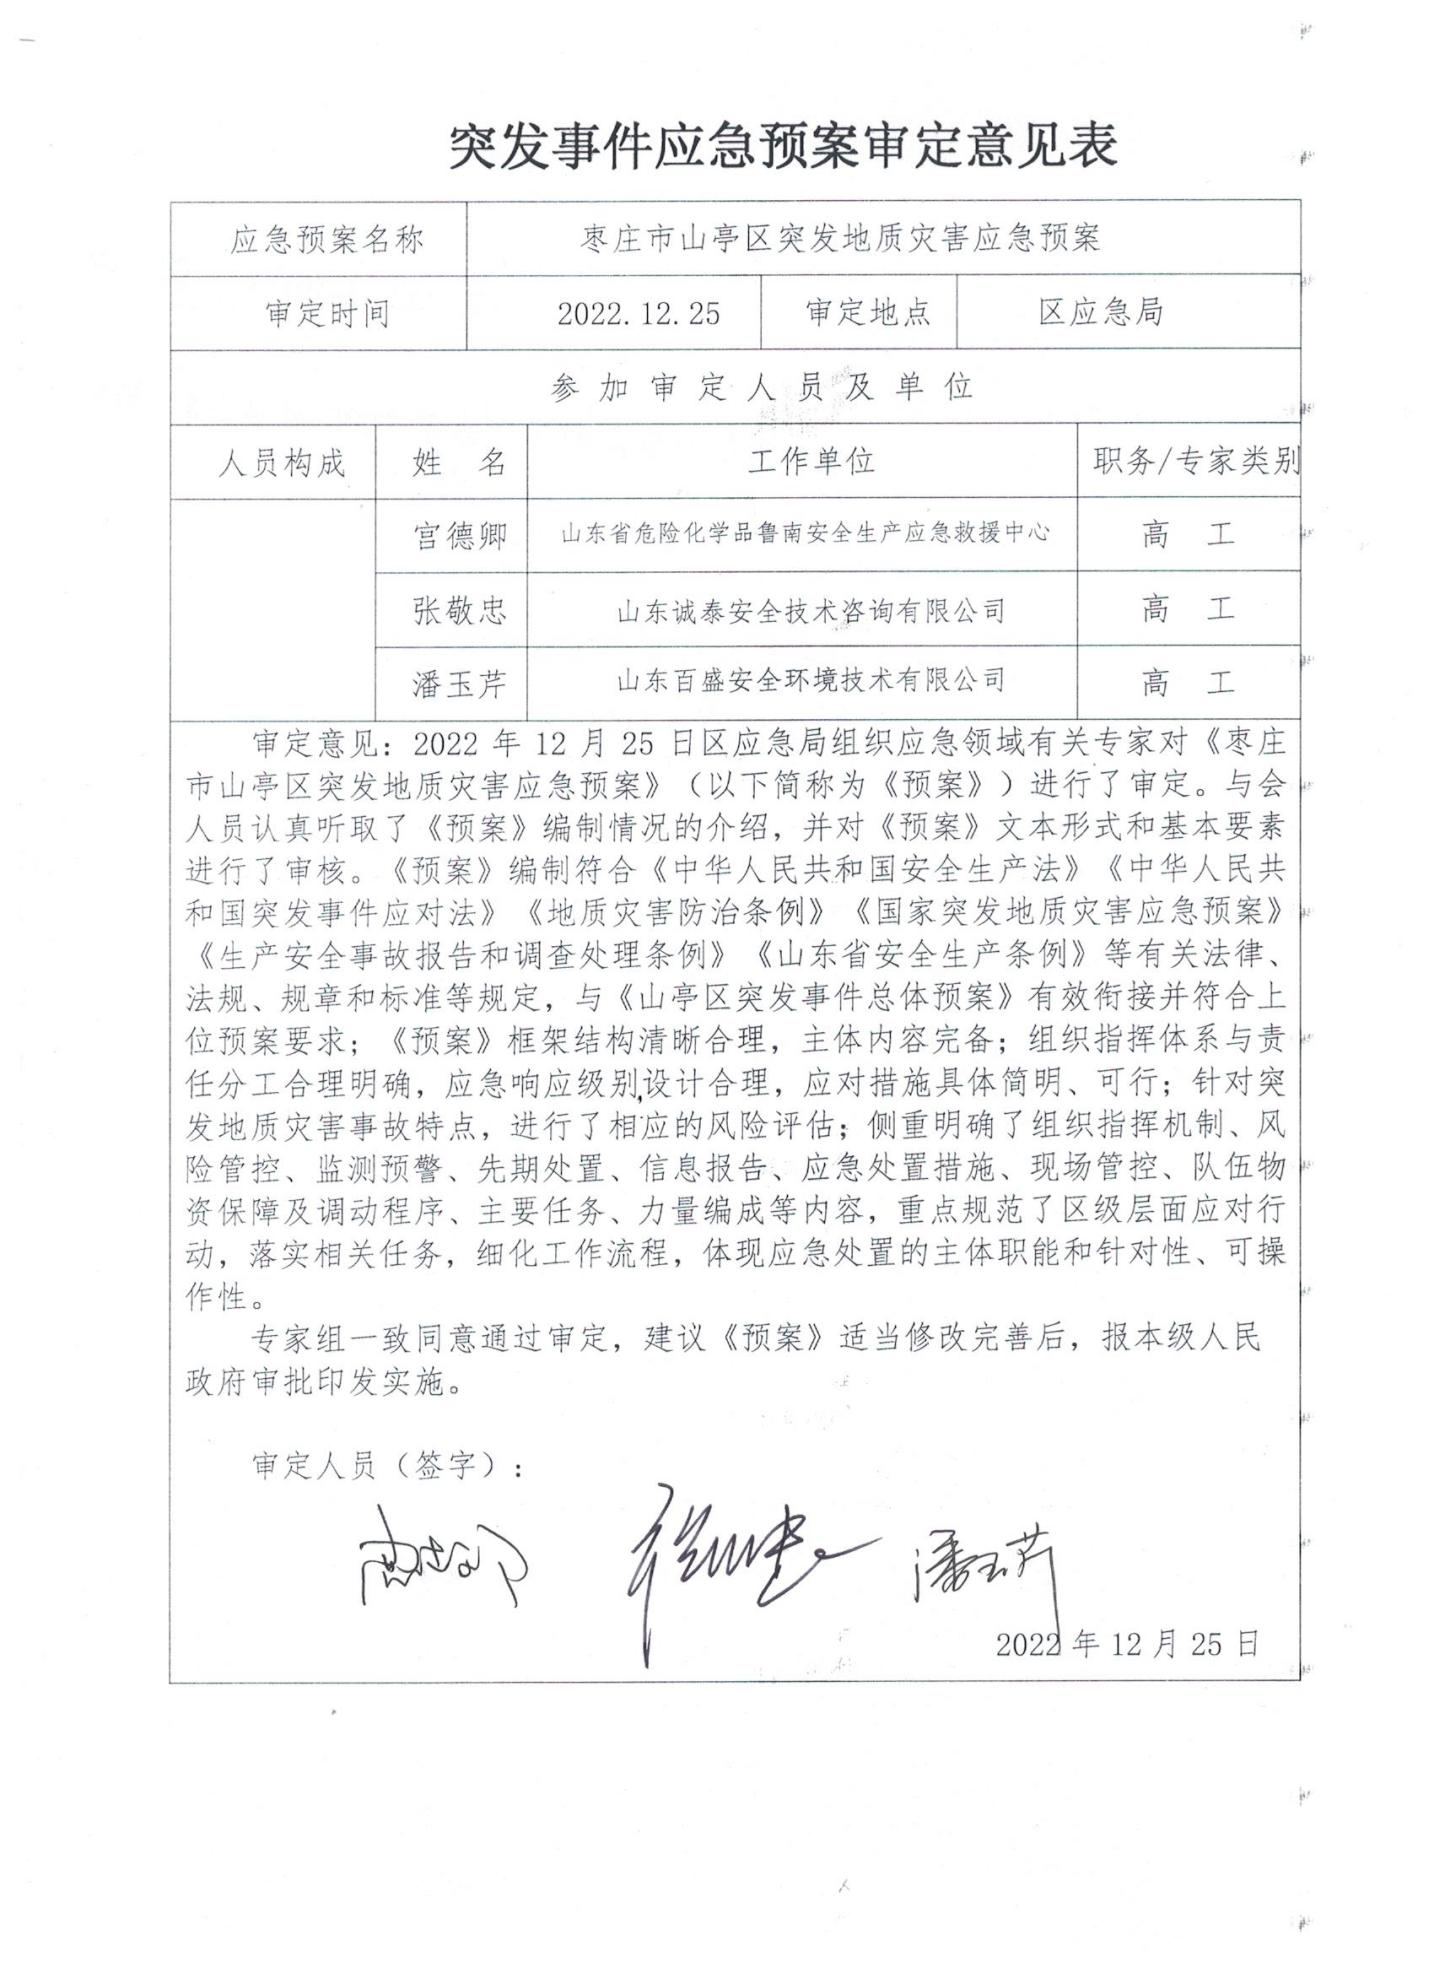 突发事件应急预案审定意见表
应急预案名称 枣庄市山亭区突发地质灾害应急预案
审定时间 2022.12.25 审定地点 区应急局
参加审定人员及单位
人员构成 姓 名 工作单位 职务/专家类别
宫德卿 山东省危险化学品鲁南安全生产应急救援中心 高 工
张敬忠 山东诚泰安全技术咨询有限公司 高 工
潘玉芹 山东百盛安全环境技术有限公司 高 工
审定意见：2022 年 12 月 25 日区应急局组织应急领域有关专家对《枣庄
市山亭区突发地质灾害应急预案》（以下简称为《预案》）进行了审定。与会
人员认真听取了《预案》编制情况的介绍，并对《预案》文本形式和基本要素
进行了审核。《预案》编制符合《中华人民共和国安全生产法》《中华人民共
和国突发事件应对法》《地质灾害防治条例》《国家突发地质灾害应急预案》
《生产安全事故报告和调查处理条例》《山东省安全生产条例》等有关法律、
法规、规章和标准等规定，与《山亭区突发事件总体预案》有效衔接并符合上
位预案要求；《预案》框架结构清晰合理，主体内容完备；组织指挥体系与责
任分工合理明确，应急响应级别设计合理，应对措施具体简明、可行；针对突
发地质灾害事故特点，进行了相应的风险评估；侧重明确了组织指挥机制、风
险管控、监测预警、先期处置、信息报告、应急处置措施、现场管控、队伍物
资保障及调动程序、主要任务、力量编成等内容，重点规范了区级层面应对行
动，落实相关任务，细化工作流程，体现应急处置的主体职能和针对性、可操
作性。
专家组一致同意通过审定，建议《预案》适当修改完善后，报本级人民
政府审批印发实施。
审定人员（签字）：
潘玉芹
2022 年 12 月 25 日